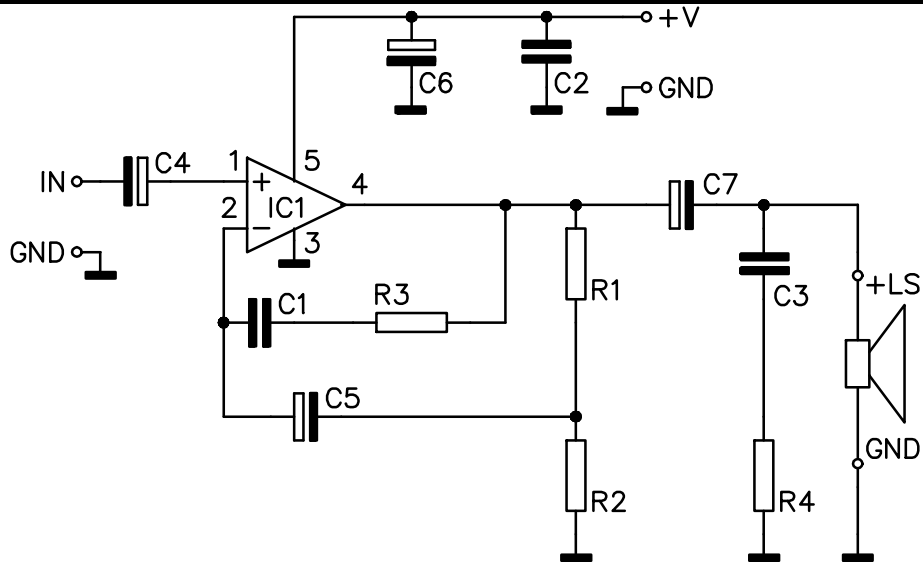 +V
C6
C2
GND
IN
C4
1
5
+
4
2
IC1
−
3
C7
GND
C1
R3
R1
C3
+LS
C5
GND
R2
R4